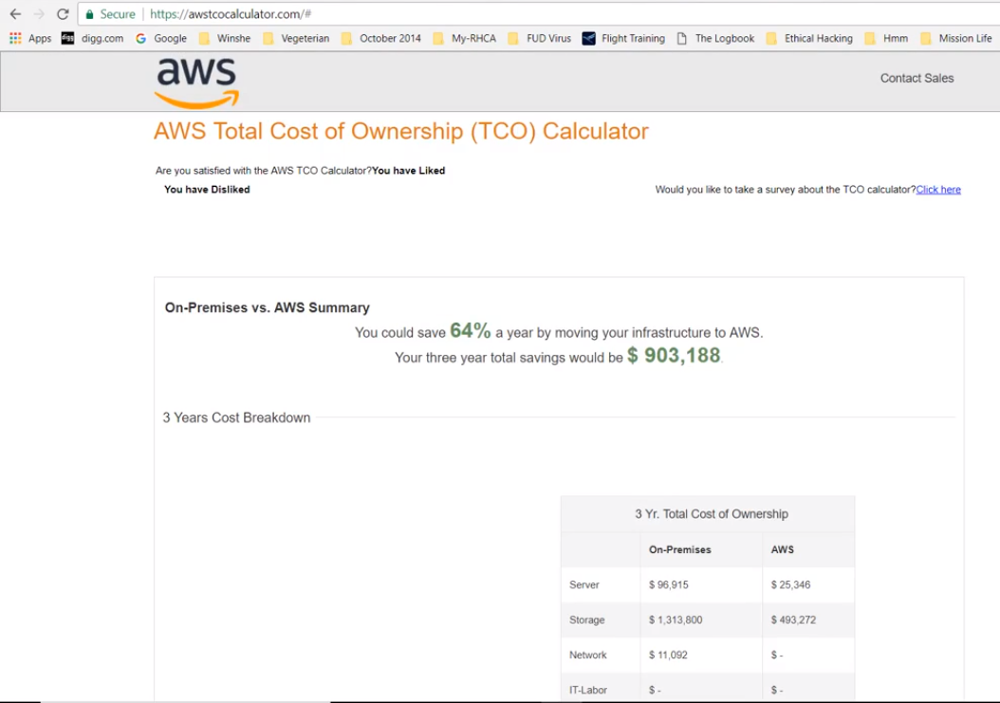 Secure https://awstcocalculator.com/#
Apps digg digg.com G Google Winshe Vegeterian October 2014 My-RHCA FUD Virus Flight Training The Logbook Ethical Hacking Hmm Mission Life
aws
Contact Sales
AWS Total Cost of Ownership (TCO) Calculator
Are you satisfied with the AWS TCO Calculator?You have Liked
You have Disliked
Would you like to take a survey about the TCO calculator?Click here
On-Premises vs. AWS Summary
You could save 64% a year by moving your infrastructure to AWS.
Your three year total savings would be $ 903,188.
3 Years Cost Breakdown
3 Yr. Total Cost of Ownership
On-Premises AWS
Server $ 96,915 $ 25,346
Storage $ 1,313,800 $ 493,272
Network $ 11,092 $ -
IT-Labor $ - $ -